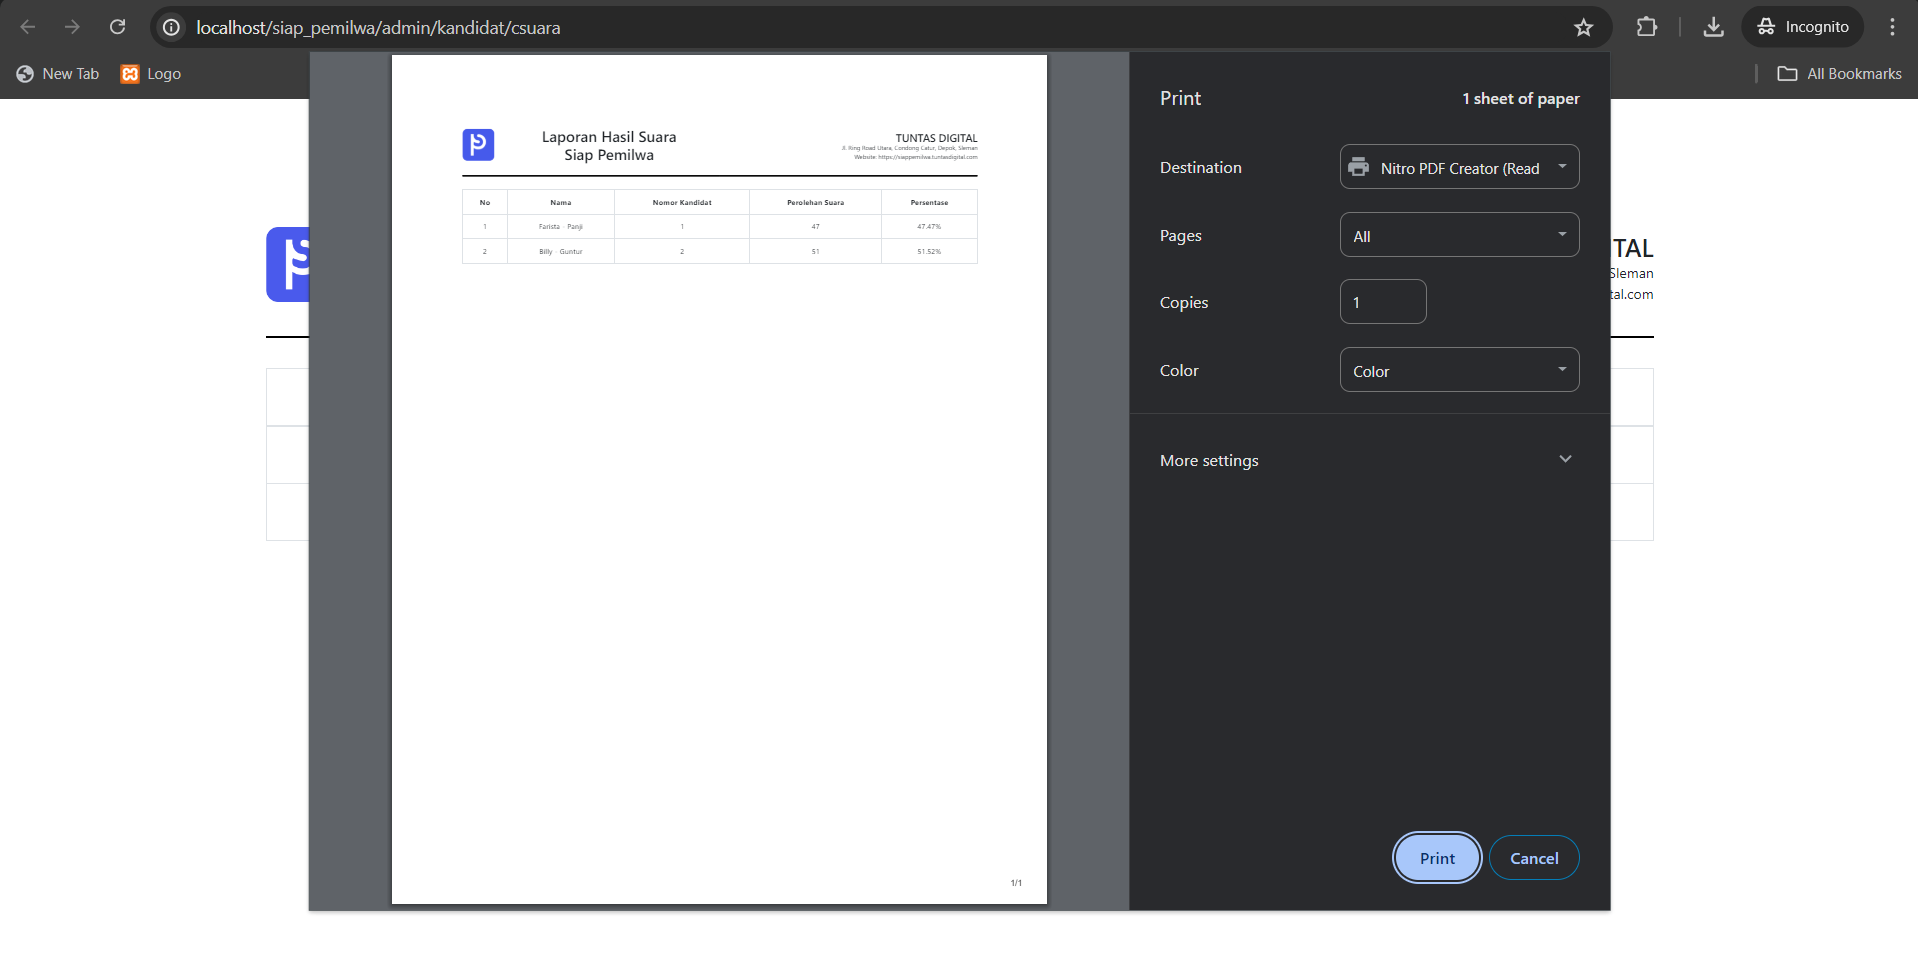 localhost/siap_pemilwa/admin/kandidat/csuara
Incognito
New Tab
Logo
All Bookmarks
Laporan Hasil Suara
Siap Pemilwa
TUNTAS DIGITAL
Jl. Ring Road Utara, Condong Catur, Depok, Sleman
Website: https://siappemilwa.tuntasdigital.com
No Nama Nomor Kandidat Perolehan Suara Persentase
1 Farista - Panji 1 47 47.47%
2 Billy - Guntur 2 51 51.52%
1/1
Print
1 sheet of paper
Destination
Nitro PDF Creator (Read
Pages
All
Copies
1
Color
Color
More settings
Print
Cancel
TAL
Sleman
tal.com